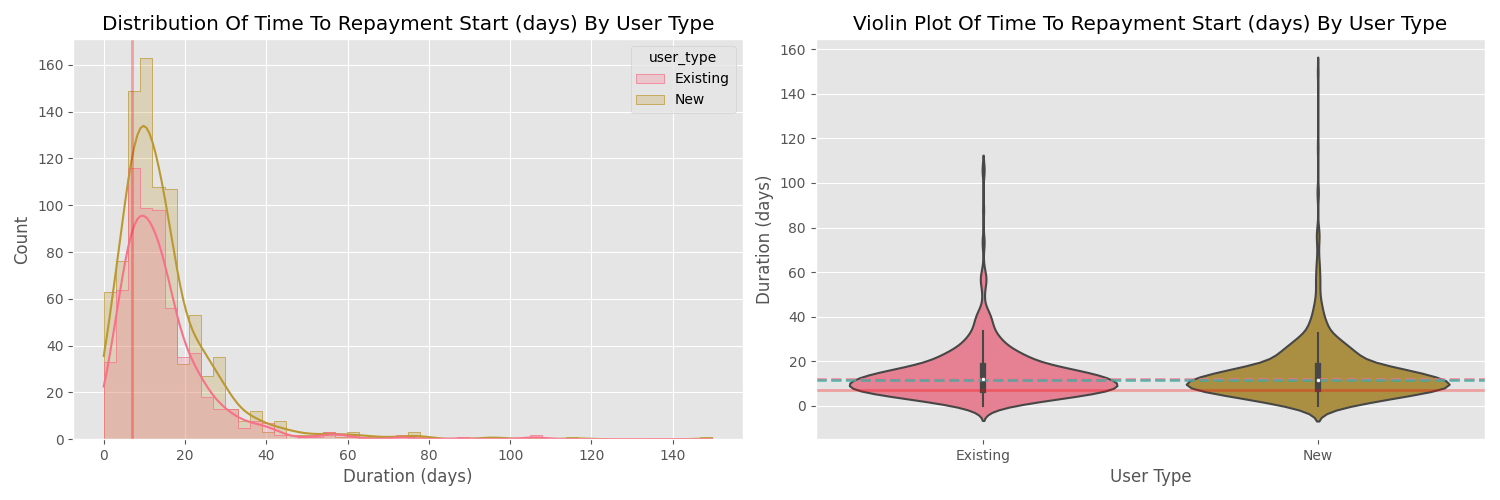 Distribution Of Time To Repayment Start (days) By User Type
160
140
120
100
80
60
40
20
0
Count
0 20 40 60 80 100 120 140
Duration (days)
user_type
Existing
New
Violin Plot Of Time To Repayment Start (days) By User Type
160
140
120
100
80
60
40
20
0
Duration (days)
Existing New
User Type